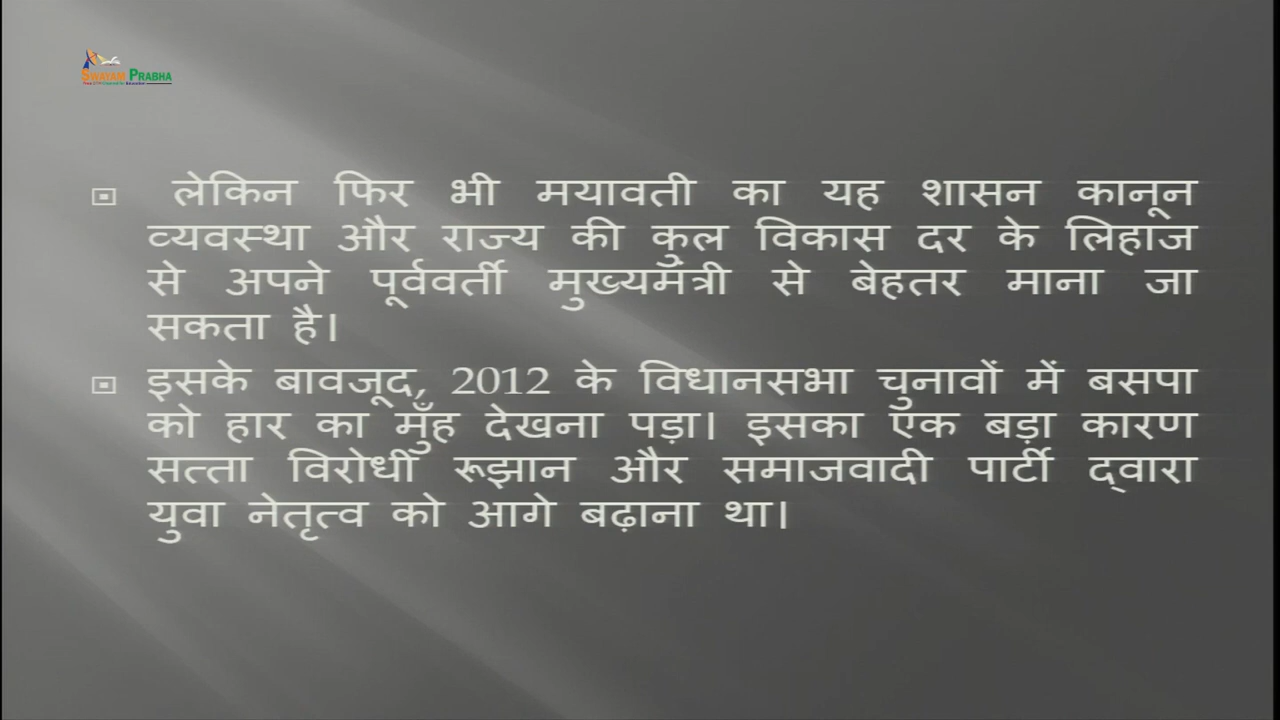 SWAYAM PRABHA
लेकिन फिर भी मयावती का यह शासन कानून
व्यवस्था और राज्य की कुल विकास दर के लिहाज
से अपने पूर्ववर्ती मुख्यमंत्री से बेहतर माना जा
सकता है।
इसके बावजूद, 2012 के विधानसभा चुनावों में बसपा
को हार का मुँह देखना पड़ा। इसका एक बड़ा कारण
सत्ता विरोधी रूझान और समाजवादी पार्टी द्वारा
युवा नेतृत्व को आगे बढ़ाना था।